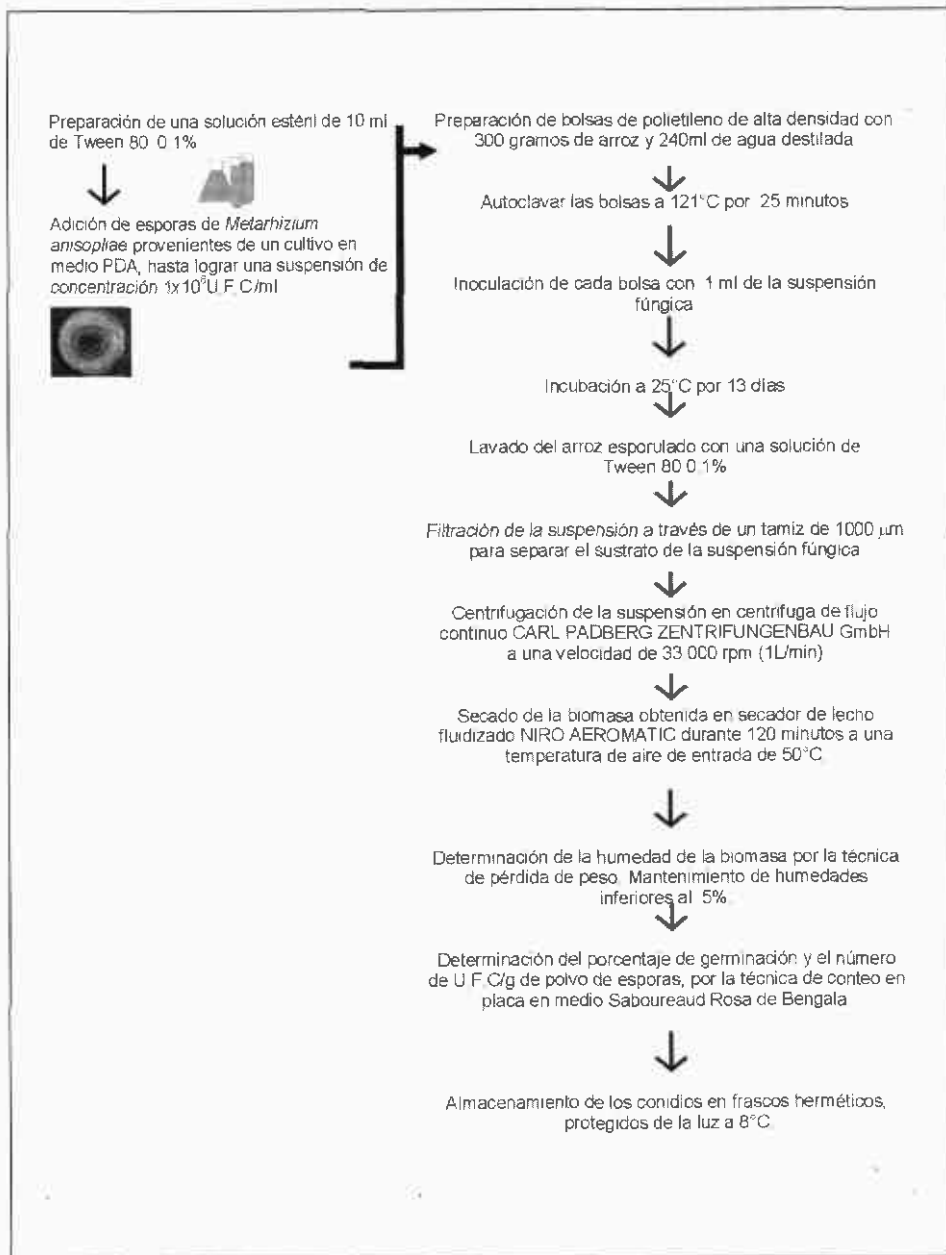 Preparación de una solución estéril de 10 ml
de Tween 80 0 1%
Adición de esporas de Metarhizium
anisopliae provenientes de un cultivo en
medio PDA, hasta lograr una suspensión de
concentración 1x10⁶U.F.C/ml
Preparación de bolsas de polietileno de alta densidad con
300 gramos de arroz y 240ml de agua destilada
Autoclavar las bolsas a 121°C por 25 minutos
Inoculación de cada bolsa con 1 ml de la suspensión
fúngica
Incubación a 25°C por 13 días
Lavado del arroz esporulado con una solución de
Tween 80 0.1%
Filtración de la suspensión a través de un tamiz de 1000 µm
para separar el sustrato de la suspensión fúngica
Centrifugación de la suspensión en centrifuga de flujo
continuo CARL PADBERG ZENTRIFUNGENBAU GmbH
a una velocidad de 33 000 rpm (1L/min)
Secado de la biomasa obtenida en secador de lecho
fluidizado NIRO AEROMATIC durante 120 minutos a una
temperatura de aire de entrada de 50°C
Determinación de la humedad de la biomasa por la técnica
de pérdida de peso. Mantenimiento de humedades
inferiores al 5%
Determinación del porcentaje de germinación y el número
de U F.C/g de polvo de esporas, por la técnica de conteo en
placa en medio Saboureaud Rosa de Bengala
Almacenamiento de los conidios en frascos herméticos,
protegidos de la luz a 8°C